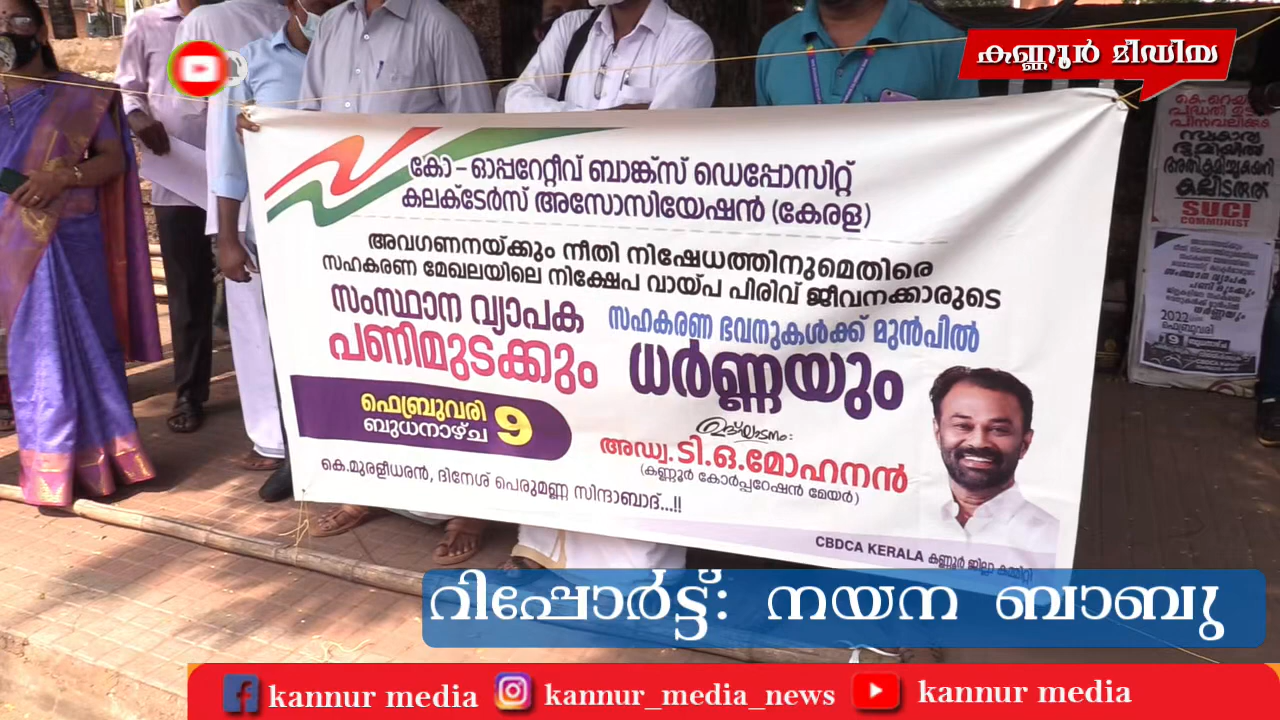 കണ്ണൂർ മീഡിയ
കോ – ഓപ്പറേറ്റീവ് ബാങ്ക്സ് ഡെപ്പോസിറ്റ്
കലക്ടേർസ് അസോസിയേഷൻ (കേരള)
അവഗണനയ്ക്കും നീതി നിഷേധത്തിനുമെതിരെ
സഹകരണ മേഖലയിലെ നിക്ഷേപ വായ്പ പിരിവ് ജീവനക്കാരുടെ
സംസ്ഥാന വ്യാപക
പണിമുടക്കും
സഹകരണ ഭവനുകൾക്ക് മുൻപിൽ
ധർണ്ണയും
ഫെബ്രുവരി 9
ബുധനാഴ്ച
ഉദ്ഘാടനം:
അഡ്വ. ടി.ഒ.മോഹനൻ
(കണ്ണൂർ കോർപ്പറേഷൻ മേയർ)
കെ.മുരളീധരൻ, ദിനേശ് പെരുമണ്ണ സിന്ദാബാദ്...!!
CBDCA KERALA കണ്ണൂർ ജില്ലാ കമ്മിറ്റി
പിൻവലിക്കുക
SUCI
COMMUNIST
2022
ഫെബ്രുവരി
9
റിപ്പോർട്ട്: നയന ബാബു
kannur media
kannur_media_news
kannur media